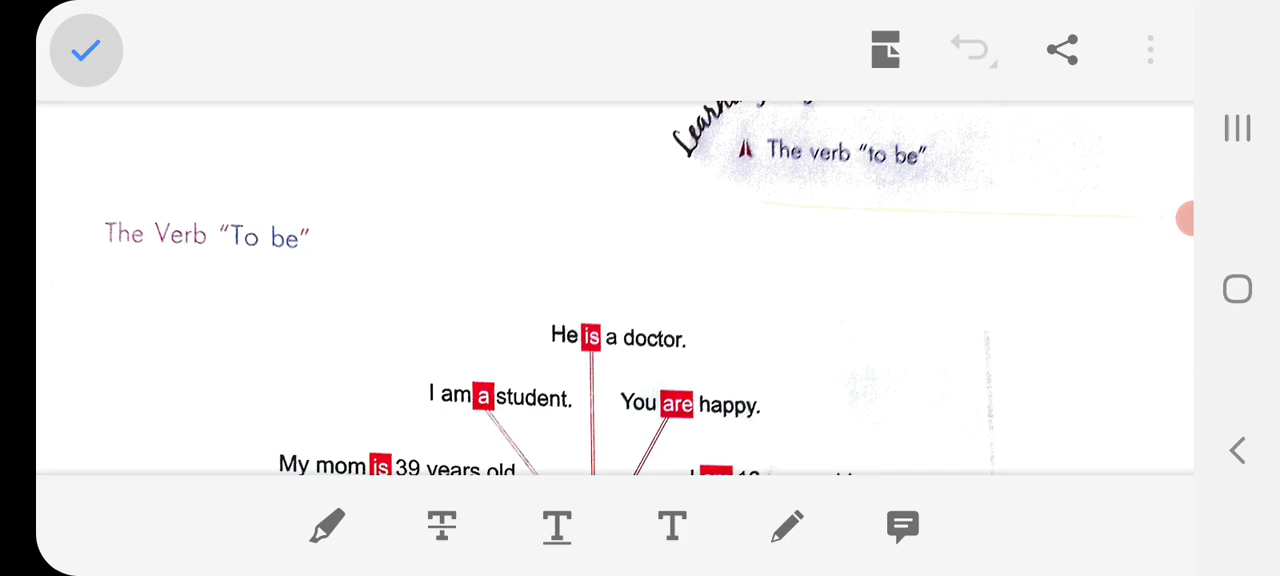 The verb "to be"
The Verb "To be"
He is a doctor.
I am a student.
You are happy.
My mom is 39 years old